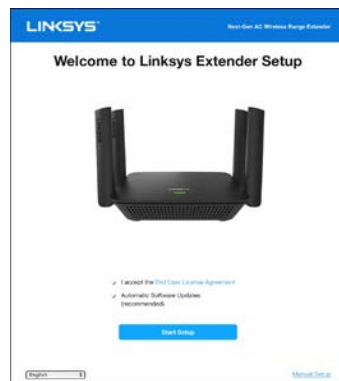 LINKSYS
Next-Gen AC Wireless Range Extender
Welcome to Linksys Extender Setup
I accept the End User License Agreement
Automatic Software Updates
(recommended)
Start Setup
English
Manual Setup